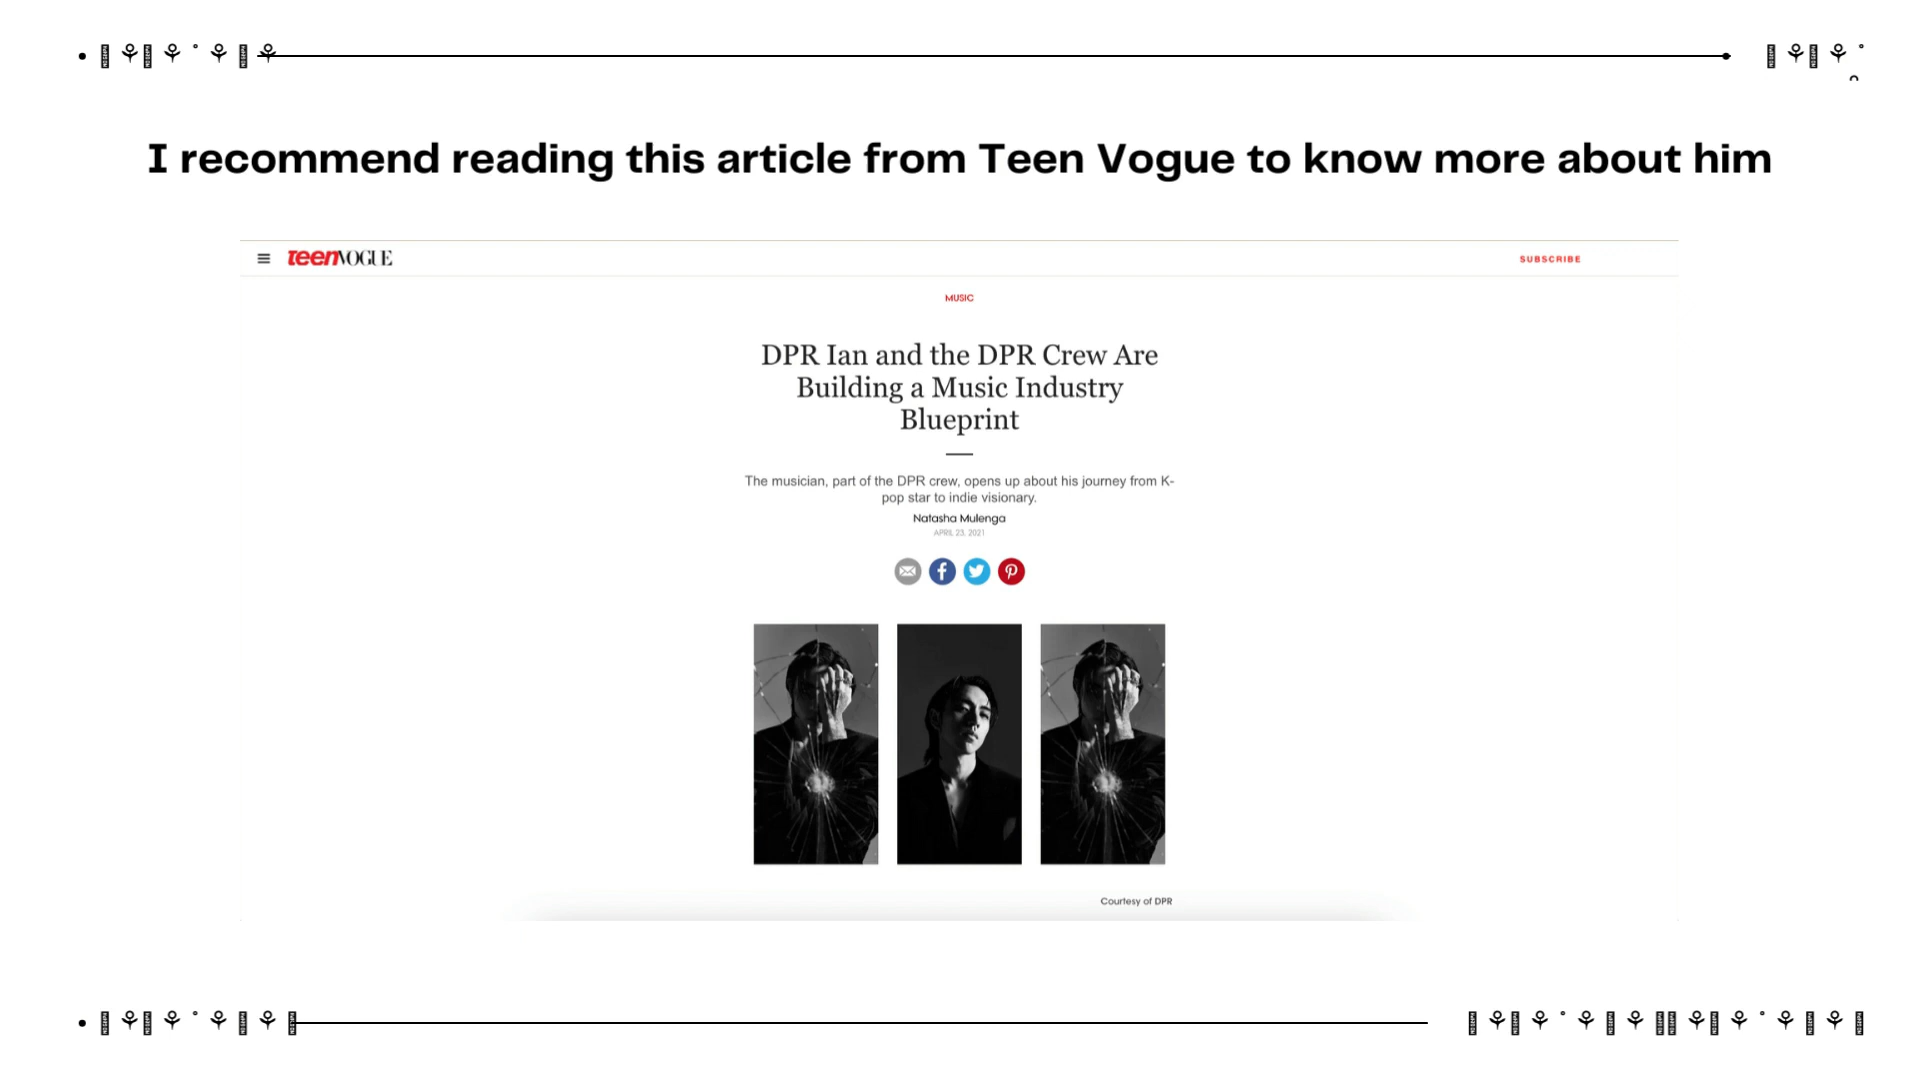 I recommend reading this article from Teen Vogue to know more about him
teenVOGUE
SUBSCRIBE
MUSIC
DPR Ian and the DPR Crew Are
Building a Music Industry
Blueprint
The musician, part of the DPR crew, opens up about his journey from K-
pop star to indie visionary.
Natasha Mulenga
APRIL 23, 2021
Courtesy of DPR